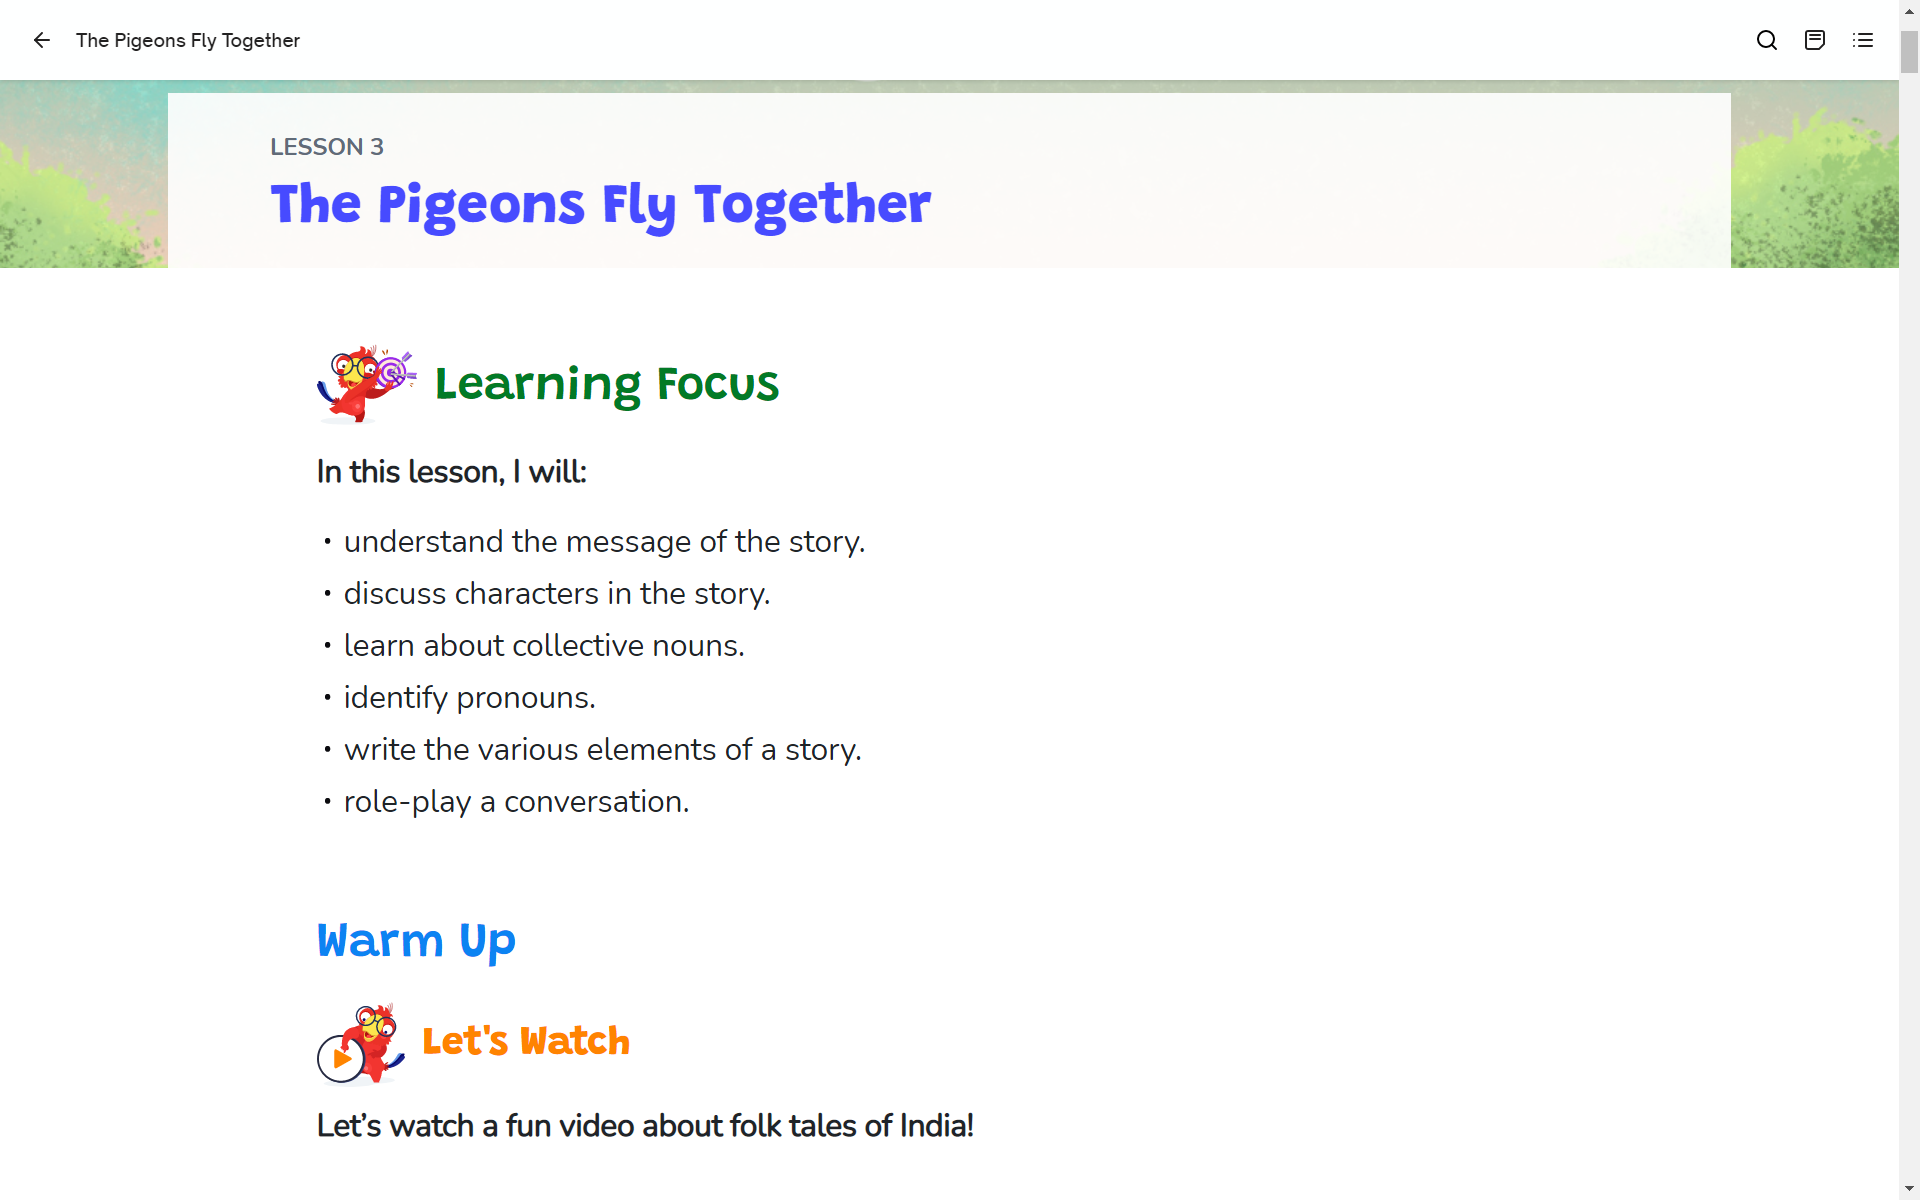 The Pigeons Fly Together
LESSON 3
The Pigeons Fly Together
Learning Focus
In this lesson, I will:
• understand the message of the story.
• discuss characters in the story.
• learn about collective nouns.
• identify pronouns.
• write the various elements of a story.
• role-play a conversation.
Warm Up
Let's Watch
Let’s watch a fun video about folk tales of India!